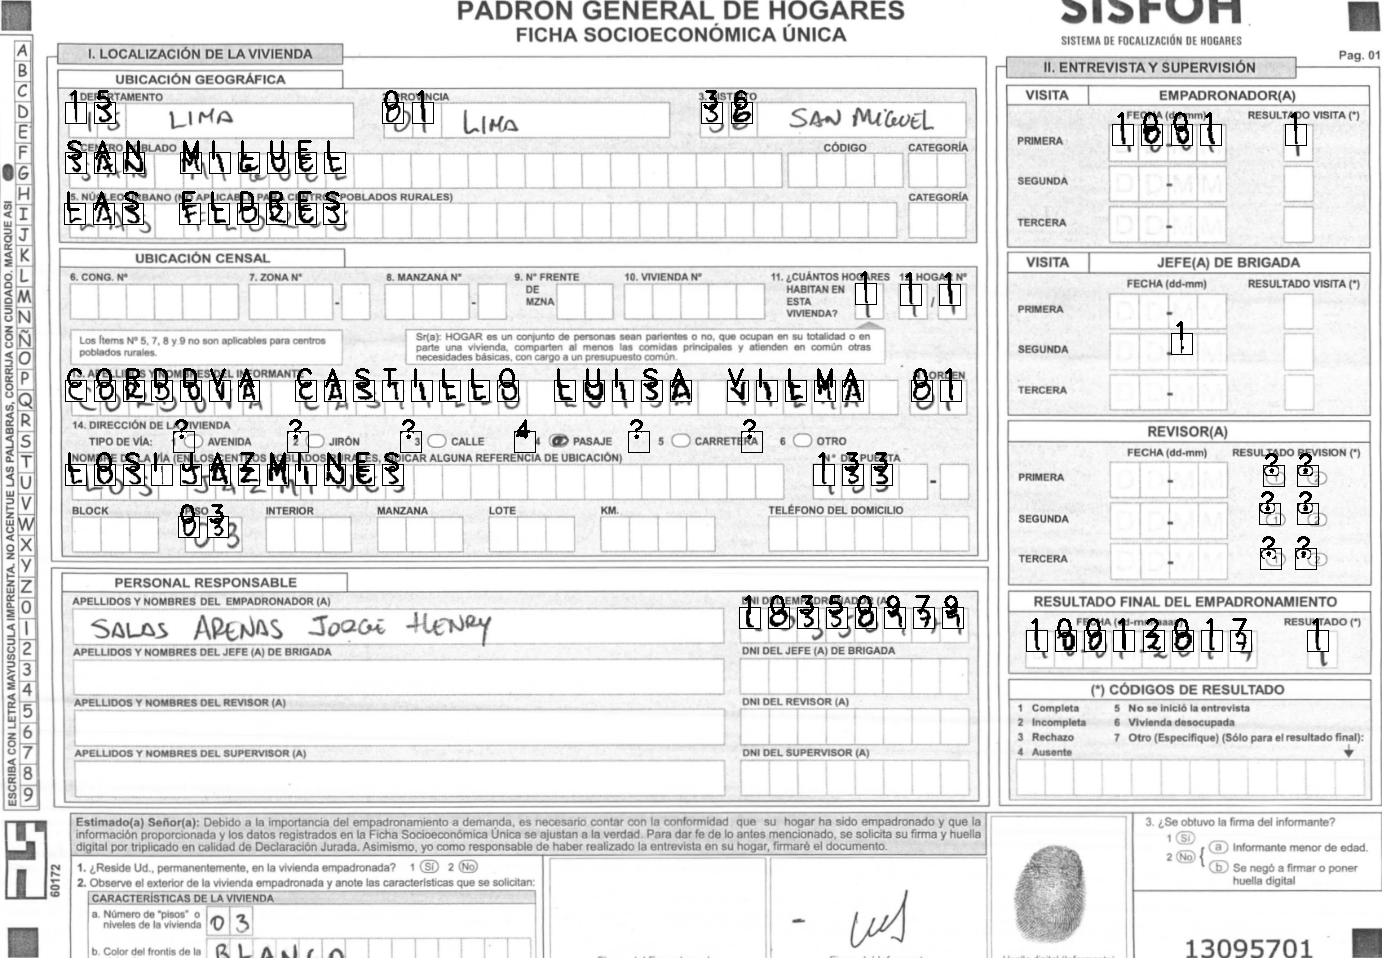 PADRON GENERAL DE HOGARES
FICHA SOCIOECONÓMICA ÚNICA
SISFOH
SISTEMA DE FOCALIZACIÓN DE HOGARES
Pag. 01
ESCRIBA CON LETRA MAYUSCULA IMPRENTA. NO ACENTUE LAS PALABRAS, CORRIJA CON CUIDADO. MARQUE ASI
A B C D E F G H I J K L M N Ñ O P Q R S T U V W X Y Z 0 1 2 3 4 5 6 7 8 9
I. LOCALIZACIÓN DE LA VIVIENDA
UBICACIÓN GEOGRÁFICA
15 LIMA
01 LIMA
36 SAN MIGUEL
CÓDIGO CATEGORÍA
SAN MIGUEL
5. NÚCLEO URBANO (NO APLICABLE PARA CENTROS POBLADOS RURALES) CATEGORÍA
LAS FLORES
UBICACIÓN CENSAL
6. CONG. Nº 7. ZONA Nº 8. MANZANA Nº 9. Nº FRENTE DE MZNA 10. VIVIENDA Nº 11. ¿CUÁNTOS HOGARES HABITAN EN ESTA VIVIENDA? 12. HOGAR Nº
1 1 / 1
Los Ítems Nº 5, 7, 8 y 9 no son aplicables para centros poblados rurales.
Sr(a): HOGAR es un conjunto de personas sean parientes o no, que ocupan en su totalidad o en parte una vivienda, comparten al menos las comidas principales y atienden en común otras necesidades básicas, con cargo a un presupuesto común.
13. APELLIDOS Y NOMBRES DEL INFORMANTE ORDEN
CORDOVA CASTILLO LUISA VILMA 01
14. DIRECCIÓN DE LA VIVIENDA
TIPO DE VÍA: AVENIDA 2 JIRÓN 3 CALLE 4 PASAJE 5 CARRETERA 6 OTRO
NOMBRE DE LA VÍA (EN LOS CENTROS POBLADOS RURALES, INDICAR ALGUNA REFERENCIA DE UBICACIÓN) Nº DE PUERTA
LOS JAZMINES 133 -
BLOCK PISO INTERIOR MANZANA LOTE KM. TELÉFONO DEL DOMICILIO
03
PERSONAL RESPONSABLE
APELLIDOS Y NOMBRES DEL EMPADRONADOR (A) DNI DEL EMPADRONADOR (A)
SALAS ARENAS JORGE HENRY 10350979
APELLIDOS Y NOMBRES DEL JEFE (A) DE BRIGADA DNI DEL JEFE (A) DE BRIGADA
APELLIDOS Y NOMBRES DEL REVISOR (A) DNI DEL REVISOR (A)
APELLIDOS Y NOMBRES DEL SUPERVISOR (A) DNI DEL SUPERVISOR (A)
II. ENTREVISTA Y SUPERVISIÓN
VISITA EMPADRONADOR(A)
FECHA (dd-mm) RESULTADO VISITA (*)
PRIMERA 1001 1
SEGUNDA DD-MM
TERCERA DD-MM
VISITA JEFE(A) DE BRIGADA
FECHA (dd-mm) RESULTADO VISITA (*)
PRIMERA
SEGUNDA
TERCERA
REVISOR(A)
FECHA (dd-mm) RESULTADO REVISION (*)
PRIMERA
SEGUNDA
TERCERA
RESULTADO FINAL DEL EMPADRONAMIENTO
FECHA (dd-mm-aaaa) RESULTADO (*)
10012017 1
(*) CÓDIGOS DE RESULTADO
1 Completa 5 No se inició la entrevista
2 Incompleta 6 Vivienda desocupada
3 Rechazo 7 Otro (Especifique) (Sólo para el resultado final):
4 Ausente
Estimado(a) Señor(a): Debido a la importancia del empadronamiento a demanda, es necesario contar con la conformidad que su hogar ha sido empadronado y que la
información proporcionada y los datos registrados en la Ficha Socioeconómica Única se ajustan a la verdad. Para dar fe de lo antes mencionado, se solicita su firma y huella
digital por triplicado en calidad de Declaración Jurada. Asimismo, yo como responsable de haber realizado la entrevista en su hogar, firmaré el documento.
1. ¿Reside Ud., permanentemente, en la vivienda empadronada? 1 Sí 2 No
2. Observe el exterior de la vivienda empadronada y anote las características que se solicitan:
CARACTERÍSTICAS DE LA VIVIENDA
a. Número de "pisos" o niveles de la vivienda 03
b. Color del frontis de la BLANCO
3. ¿Se obtuvo la firma del informante?
1 Sí
2 No
a Informante menor de edad.
b Se negó a firmar o poner huella digital
60172
13095701